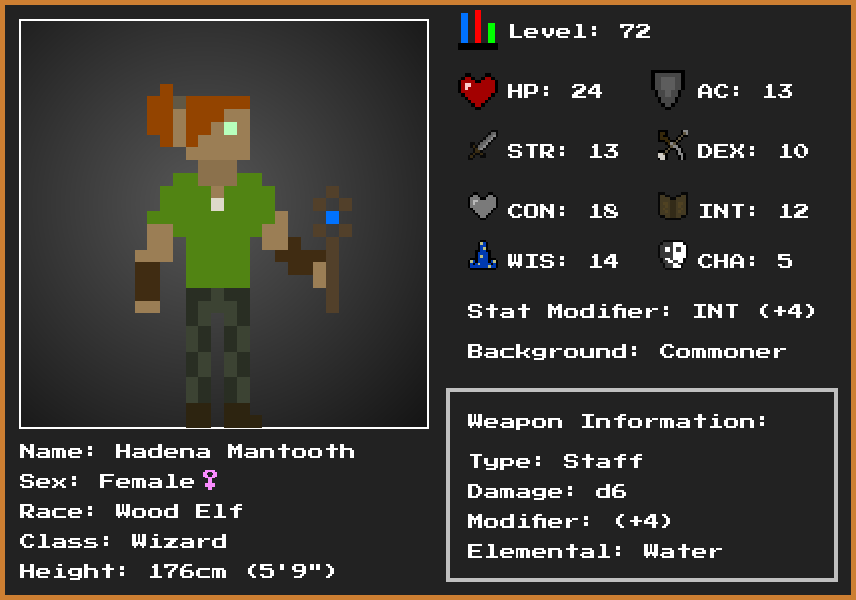 Level: 72
HP: 24 AC: 13
STR: 13 DEX: 10
CON: 18 INT: 12
WIS: 14 CHA: 5
Stat Modifier: INT (+4)
Background: Commoner
Weapon Information:
Type: Staff
Damage: d6
Modifier: (+4)
Elemental: Water
Name: Hadena Mantooth
Sex: Female♀
Race: Wood Elf
Class: Wizard
Height: 176cm (5'9")